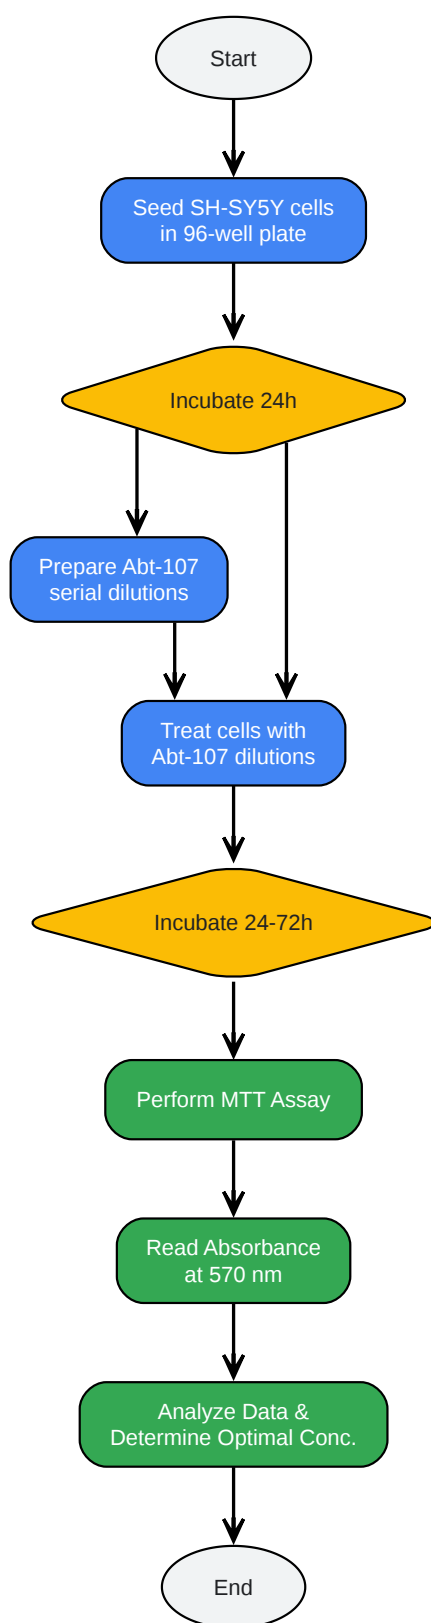 Start
Seed SH-SY5Y cells
in 96-well plate
Incubate 24h
Prepare Abt-107
serial dilutions
Treat cells with
Abt-107 dilutions
Incubate 24-72h
Perform MTT Assay
Read Absorbance
at 570 nm
Analyze Data &
Determine Optimal Conc.
End